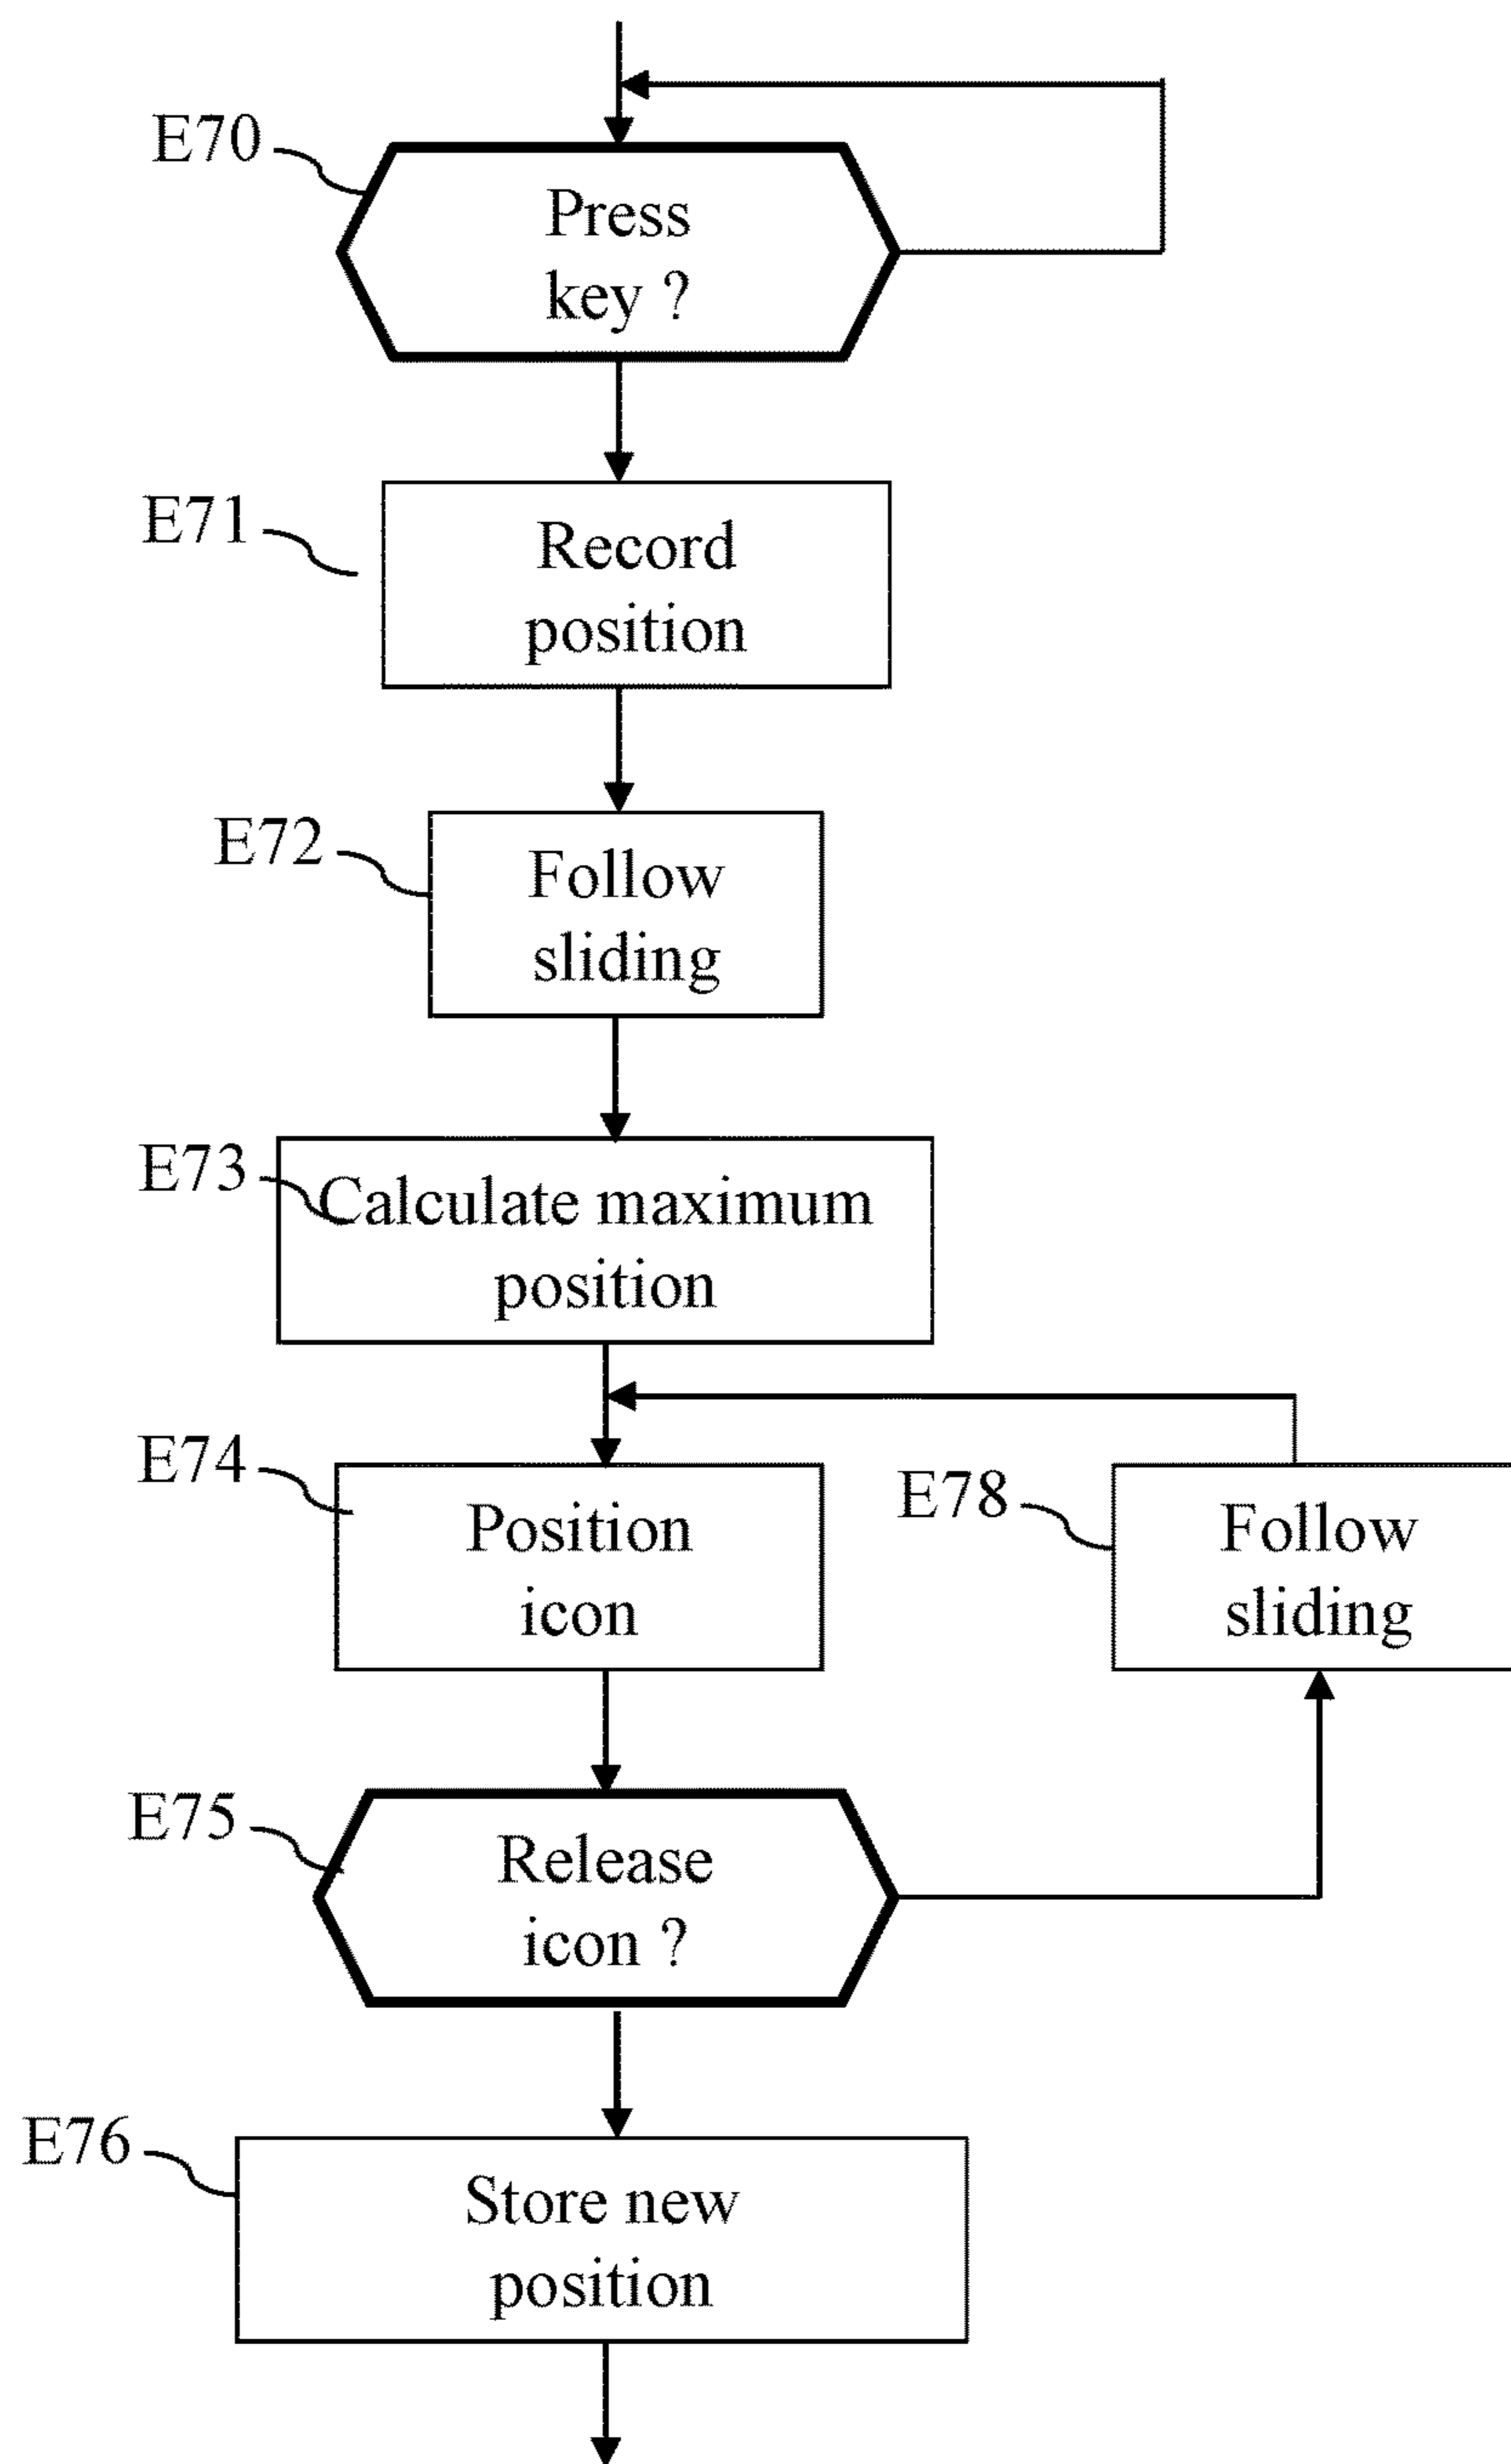 E70
Press
key ?
E71
Record
position
E72
Follow
sliding
E73
Calculate maximum
position
E74
Position
icon
E78
Follow
sliding
E75
Release
icon ?
E76
Store new
position